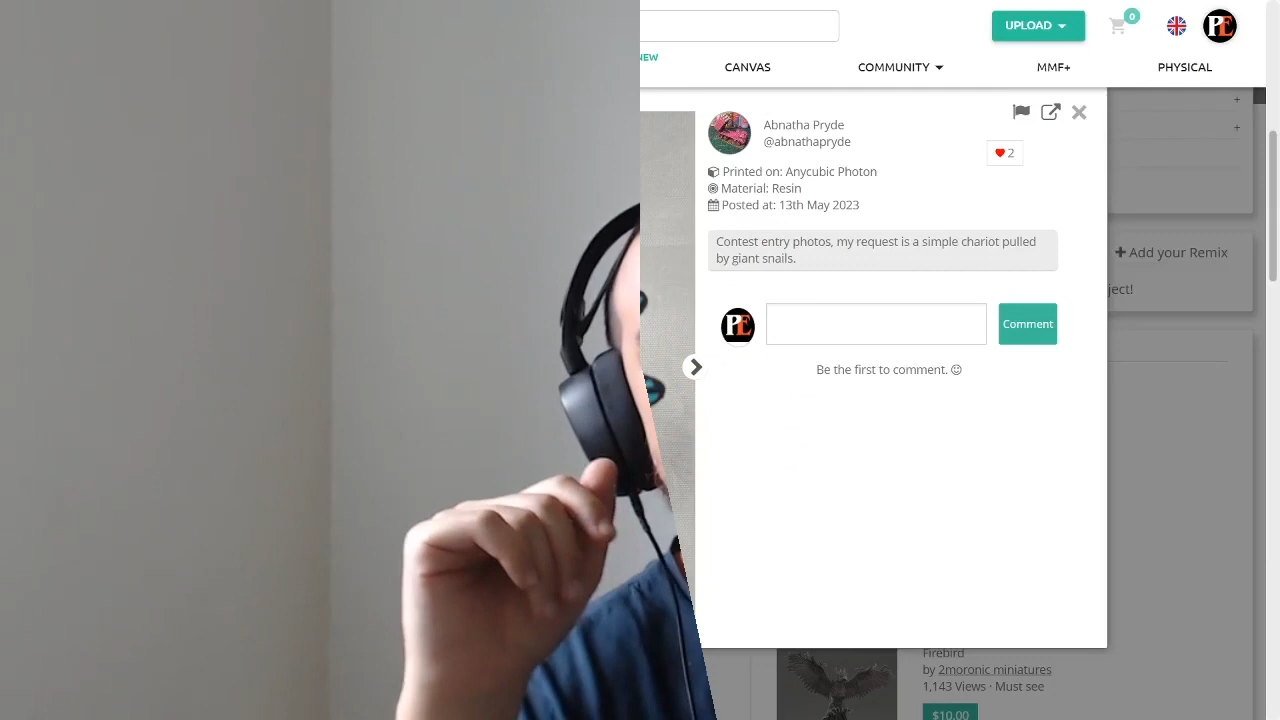 UPLOAD
0
PE
NEW
CANVAS
COMMUNITY
MMF+
PHYSICAL
Abnatha Pryde
@abnathapryde
2
Printed on: Anycubic Photon
Material: Resin
Posted at: 13th May 2023
Contest entry photos, my request is a simple chariot pulled
by giant snails.
+
+
Add your Remix
ject!
PE
Comment
Be the first to comment.
Firebird
by 2moronic miniatures
1,143 Views · Must see
$10.00